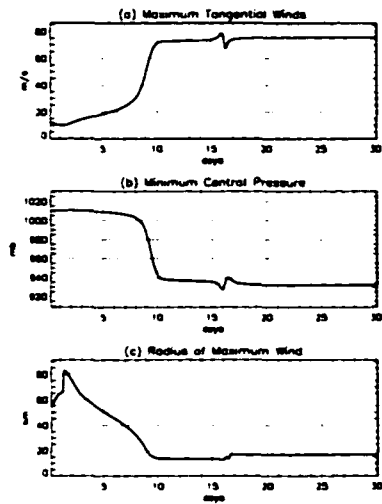 (a) Maximum Tangential Winds
80
60
40
20
0
m/s
5 10 15 20 25 30
days
(b) Minimum Central Pressure
1020
1000
980
960
940
920
mb
5 10 15 20 25 30
days
(c) Radius of Maximum Wind
80
60
40
20
0
km
5 10 15 20 25 30
days